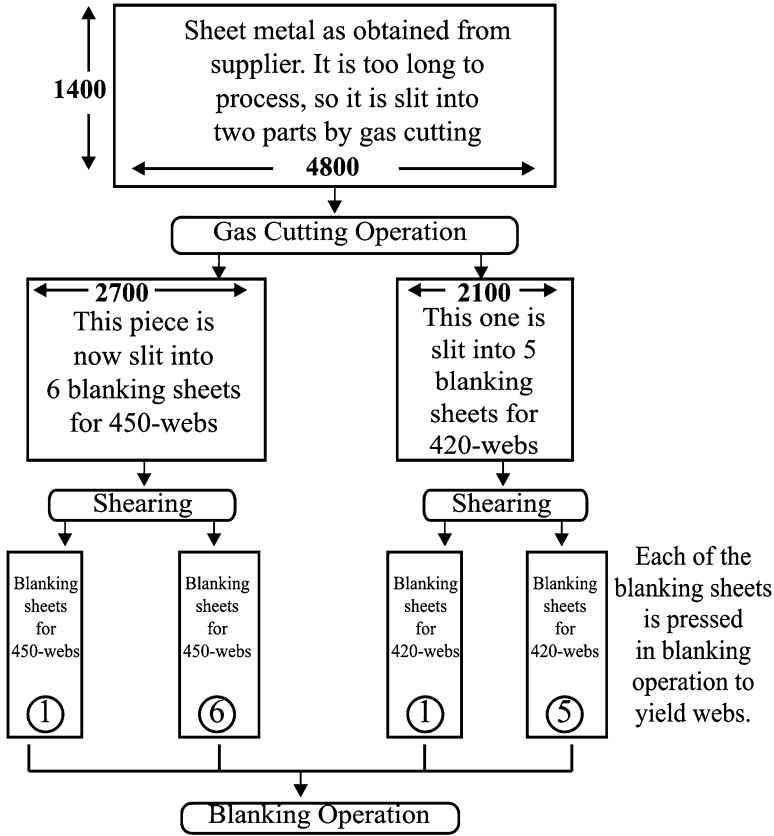 Sheet metal as obtained from
supplier. It is too long to
process, so it is slit into
two parts by gas cutting
1400
4800
Gas Cutting Operation
2700
This piece is
now slit into
6 blanking sheets
for 450-webs
2100
This one is
slit into 5
blanking
sheets for
420-webs
Shearing
Shearing
Blanking
sheets
for
450-webs
1
Blanking
sheets
for
450-webs
6
Blanking
sheets
for
420-webs
1
Blanking
sheets
for
420-webs
5
Each of the
blanking sheets
is pressed
in blanking
operation to
yield webs.
Blanking Operation